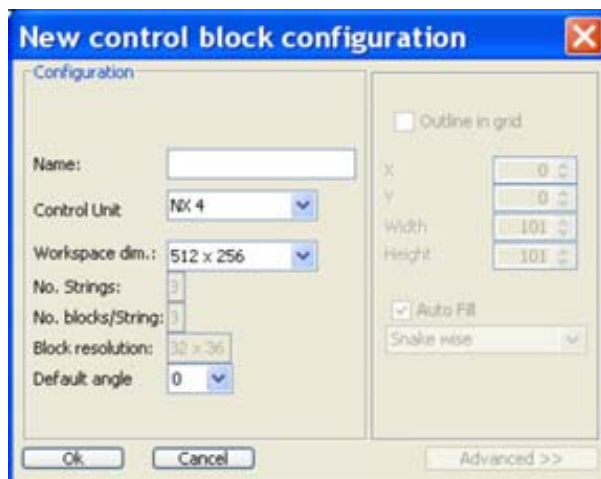 New control block configuration
Configuration
Name:
Control Unit NX 4
Workspace dim.: 512 x 256
No. Strings: 3
No. blocks/String: 3
Block resolution: 32 x 36
Default angle 0
Outline in grid
X 0
Y 0
Width 101
Height 101
Auto Fill
Snake wise
Ok Cancel Advanced >>